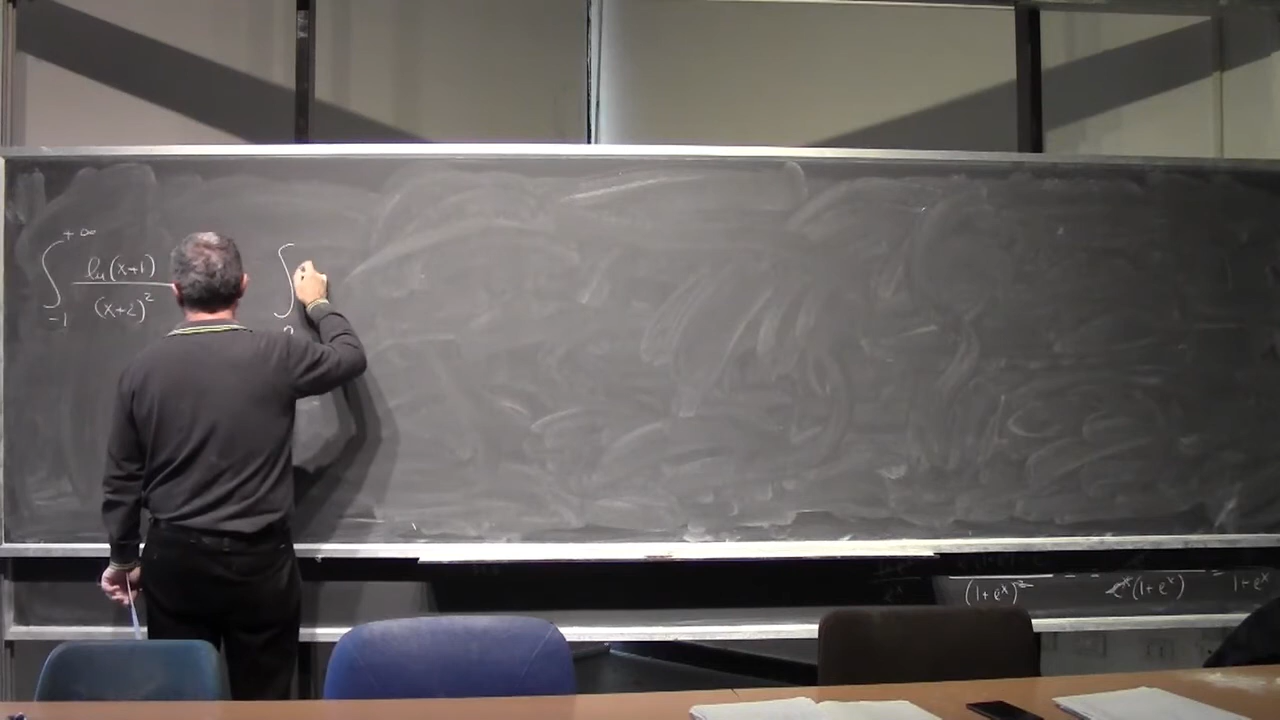 ∫_{-1}^{+∞} ln(x+1)/(x+2)^2 ∫
(1+e^x)^2 e^x(1+e^x) = 1+e^x